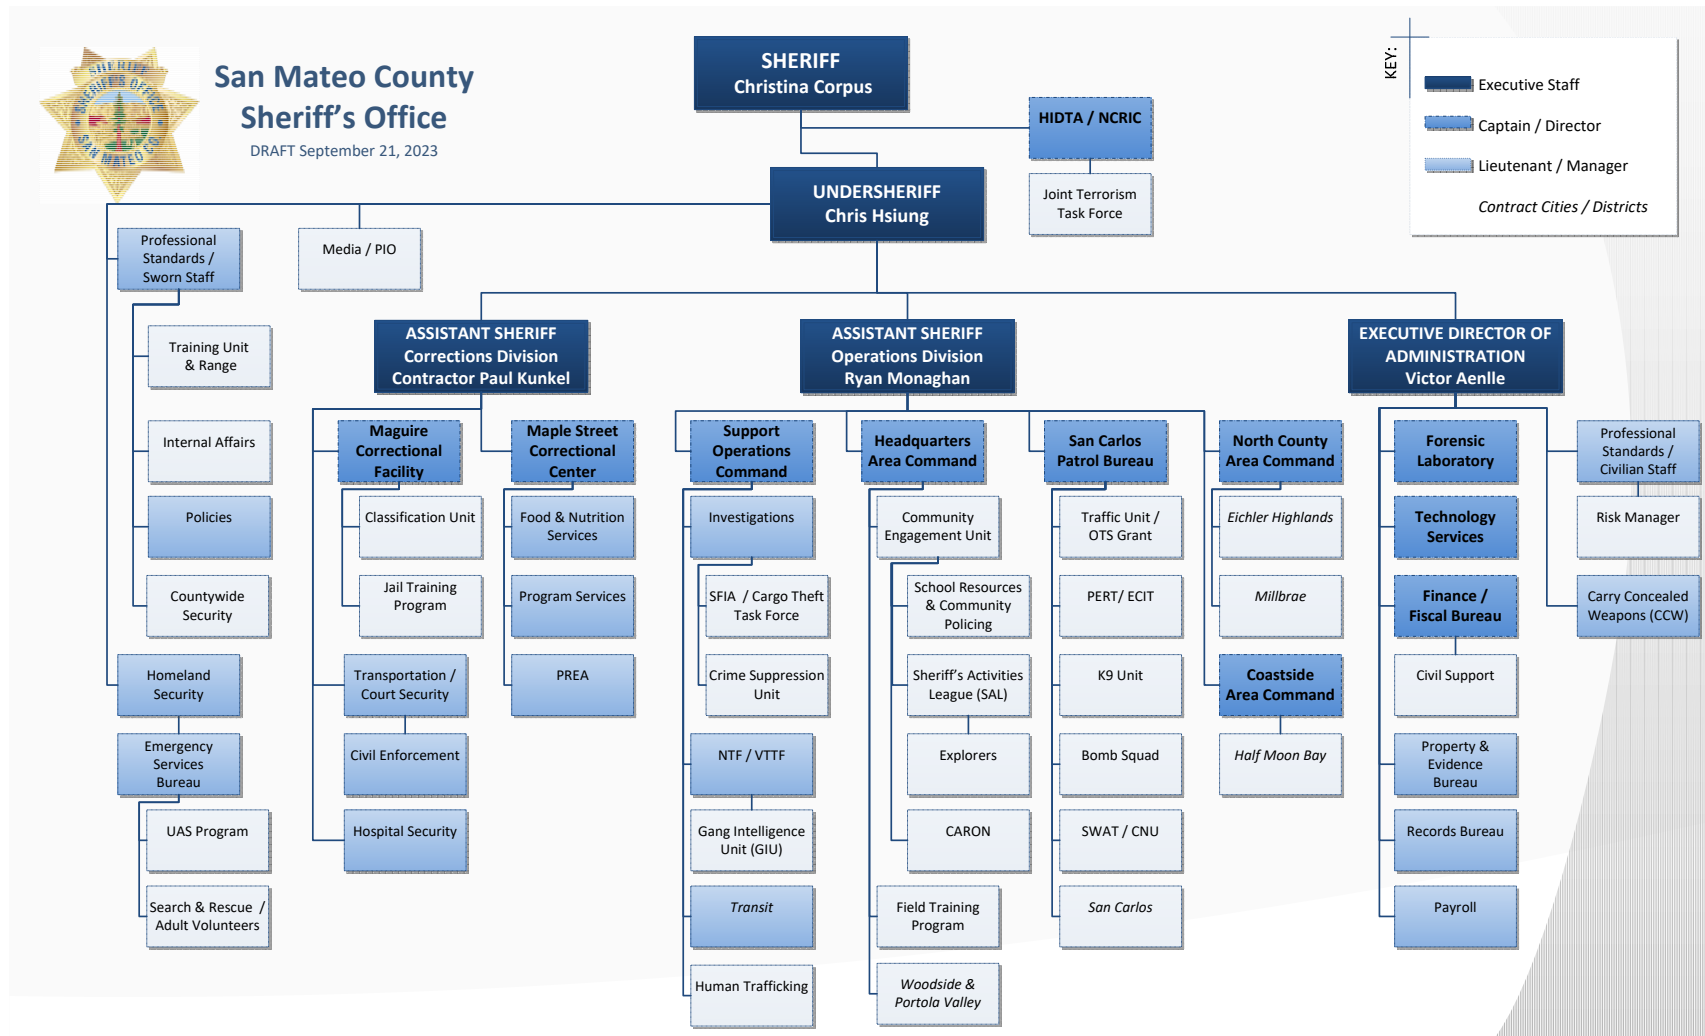 SHERIFF
SHERIFF'S OFFICE
SAN MATEO CO.
San Mateo County
Sheriff's Office
DRAFT September 21, 2023
SHERIFF
Christina Corpus
KEY:
Executive Staff
Captain / Director
Lieutenant / Manager
Contract Cities / Districts
HIDTA / NCRIC
Joint Terrorism
Task Force
UNDERSHERIFF
Chris Hsiung
Professional
Standards /
Sworn Staff
Media / PIO
Training Unit
& Range
Internal Affairs
Policies
Countywide
Security
Homeland
Security
Emergency
Services
Bureau
UAS Program
Search & Rescue /
Adult Volunteers
ASSISTANT SHERIFF
Corrections Division
Contractor Paul Kunkel
Maguire
Correctional
Facility
Classification Unit
Jail Training
Program
Transportation /
Court Security
Civil Enforcement
Hospital Security
Maple Street
Correctional
Center
Food & Nutrition
Services
Program Services
PREA
ASSISTANT SHERIFF
Operations Division
Ryan Monaghan
Support
Operations
Command
Investigations
SFIA / Cargo Theft
Task Force
Crime Suppression
Unit
NTF / VTTF
Gang Intelligence
Unit (GIU)
Transit
Human Trafficking
Headquarters
Area Command
Community
Engagement Unit
School Resources
& Community
Policing
Sheriff's Activities
League (SAL)
Explorers
CARON
Field Training
Program
Woodside &
Portola Valley
San Carlos
Patrol Bureau
Traffic Unit /
OTS Grant
PERT/ ECIT
K9 Unit
Bomb Squad
SWAT / CNU
San Carlos
North County
Area Command
Eichler Highlands
Millbrae
Coastside
Area Command
Half Moon Bay
EXECUTIVE DIRECTOR OF
ADMINISTRATION
Victor Aenlle
Forensic
Laboratory
Technology
Services
Finance /
Fiscal Bureau
Civil Support
Property &
Evidence
Bureau
Records Bureau
Payroll
Professional
Standards /
Civilian Staff
Risk Manager
Carry Concealed
Weapons (CCW)